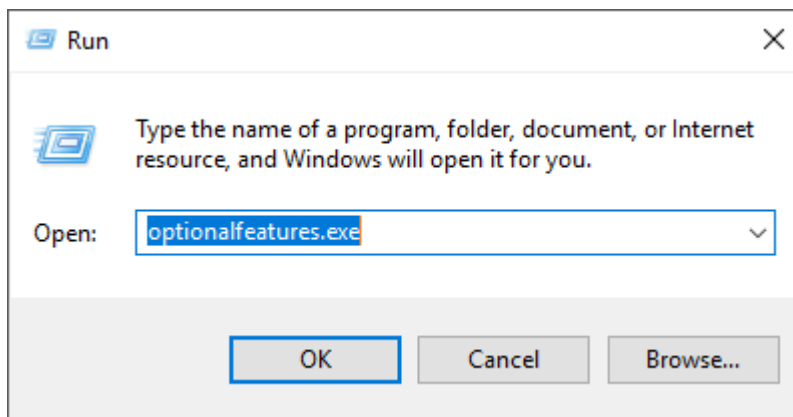 Run
Type the name of a program, folder, document, or Internet
resource, and Windows will open it for you.
Open: optionalfeatures.exe
OK Cancel Browse...